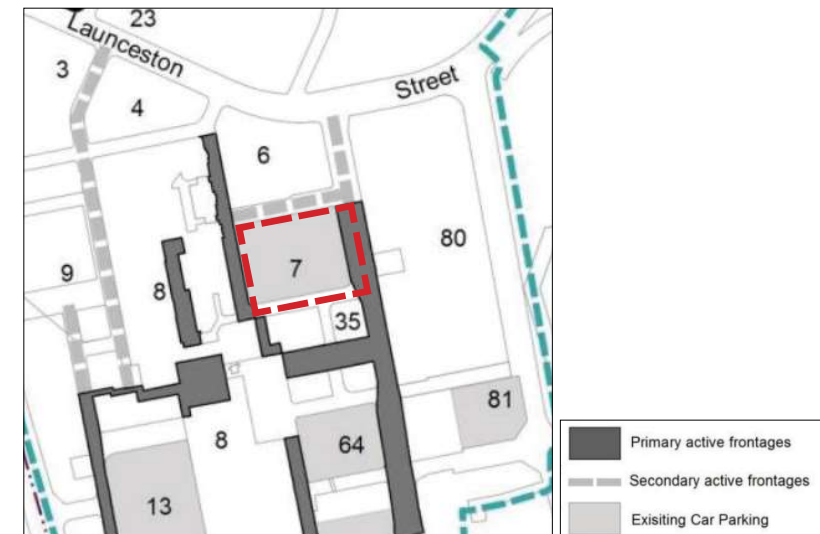 23
Launceston
3
4
Street
6
80
9
7
8
35
81
8
64
13
Primary active frontages
Secondary active frontages
Exisiting Car Parking